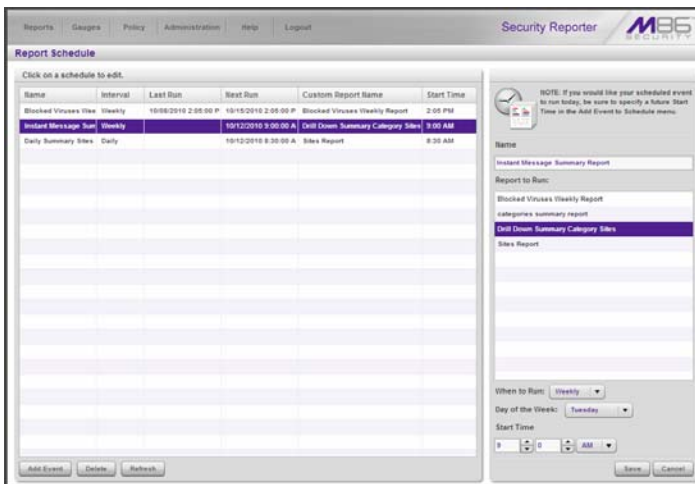 Reports Gauges Policy Administration Help Logout
Security Reporter
M86
SECURITY
Report Schedule
Click on a schedule to edit.
Name Interval Last Run Next Run Custom Report Name Start Time
Blocked Viruses Wee Weekly 10/08/2010 2:05:00 P 10/15/2010 2:05:00 P Blocked Viruses Weekly Report 2:05 PM
Instant Message Sum Weekly 10/12/2010 9:00:00 A Drill Down Summary Category Sites 9:00 AM
Daily Summary Sites Daily 10/12/2010 8:30:00 A Sites Report 8:30 AM
Add Event Delete Refresh
NOTE: If you would like your scheduled event
to run today, be sure to specify a future Start
Time in the Add Event to Schedule menu.
Name
Instant Message Summary Report
Report to Run:
Blocked Viruses Weekly Report
categories summary report
Drill Down Summary Category Sites
Sites Report
When to Run: Weekly
Day of the Week: Tuesday
Start Time
9 0 AM
Save Cancel